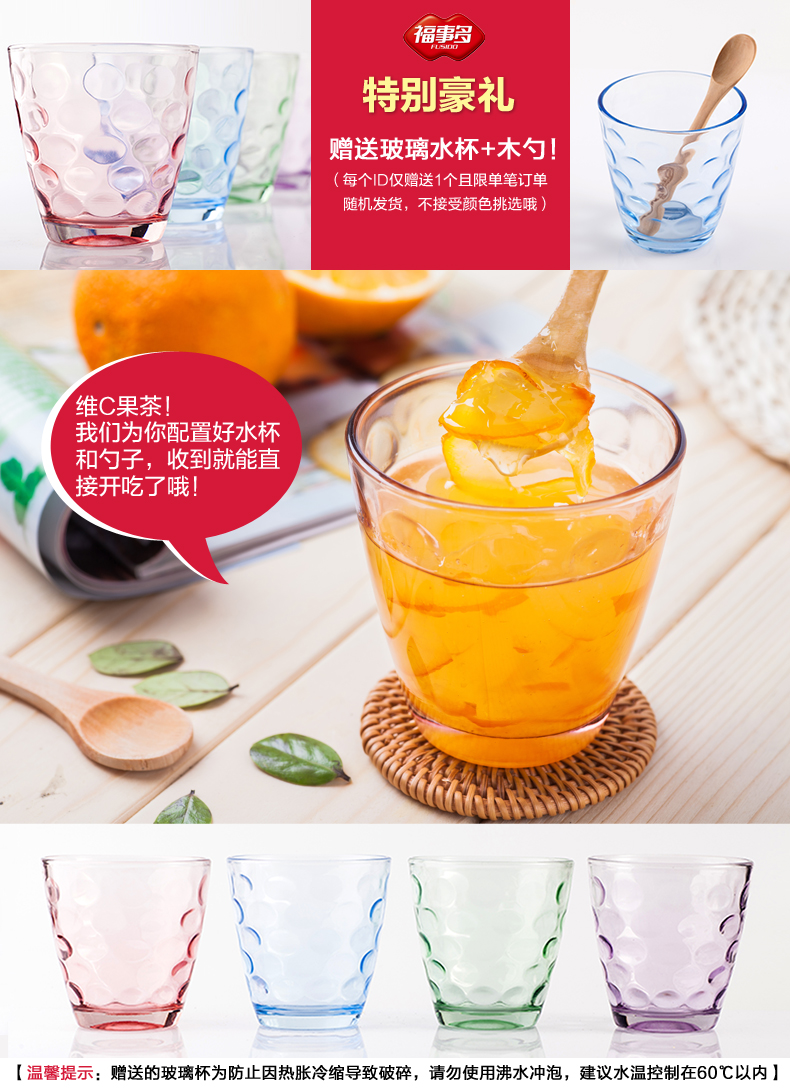 福事多
FUSIDO
特别豪礼
赠送玻璃水杯+木勺!
(每个ID仅赠送1个且限单笔订单
随机发货,不接受颜色挑选哦)
维C果茶!
我们为你配置好水杯
和勺子,收到就能直
接开吃了哦!
【温馨提示:赠送的玻璃杯为防止因热胀冷缩导致破碎,请勿使用沸水冲泡,建议水温控制在60℃以内】